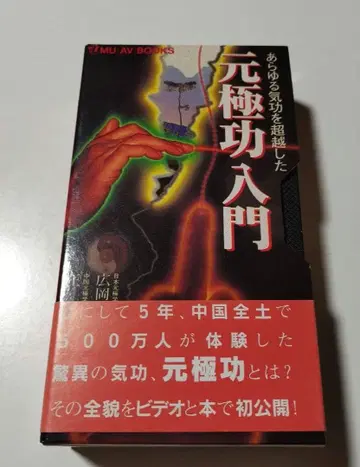 MU AV BOOKS
あらゆる気功を超越した
元極功入門
広岡
にして5年、中国全土で
500万人が体験した
驚異の気功、元極功とは?
その全貌をビデオと本で初公開!